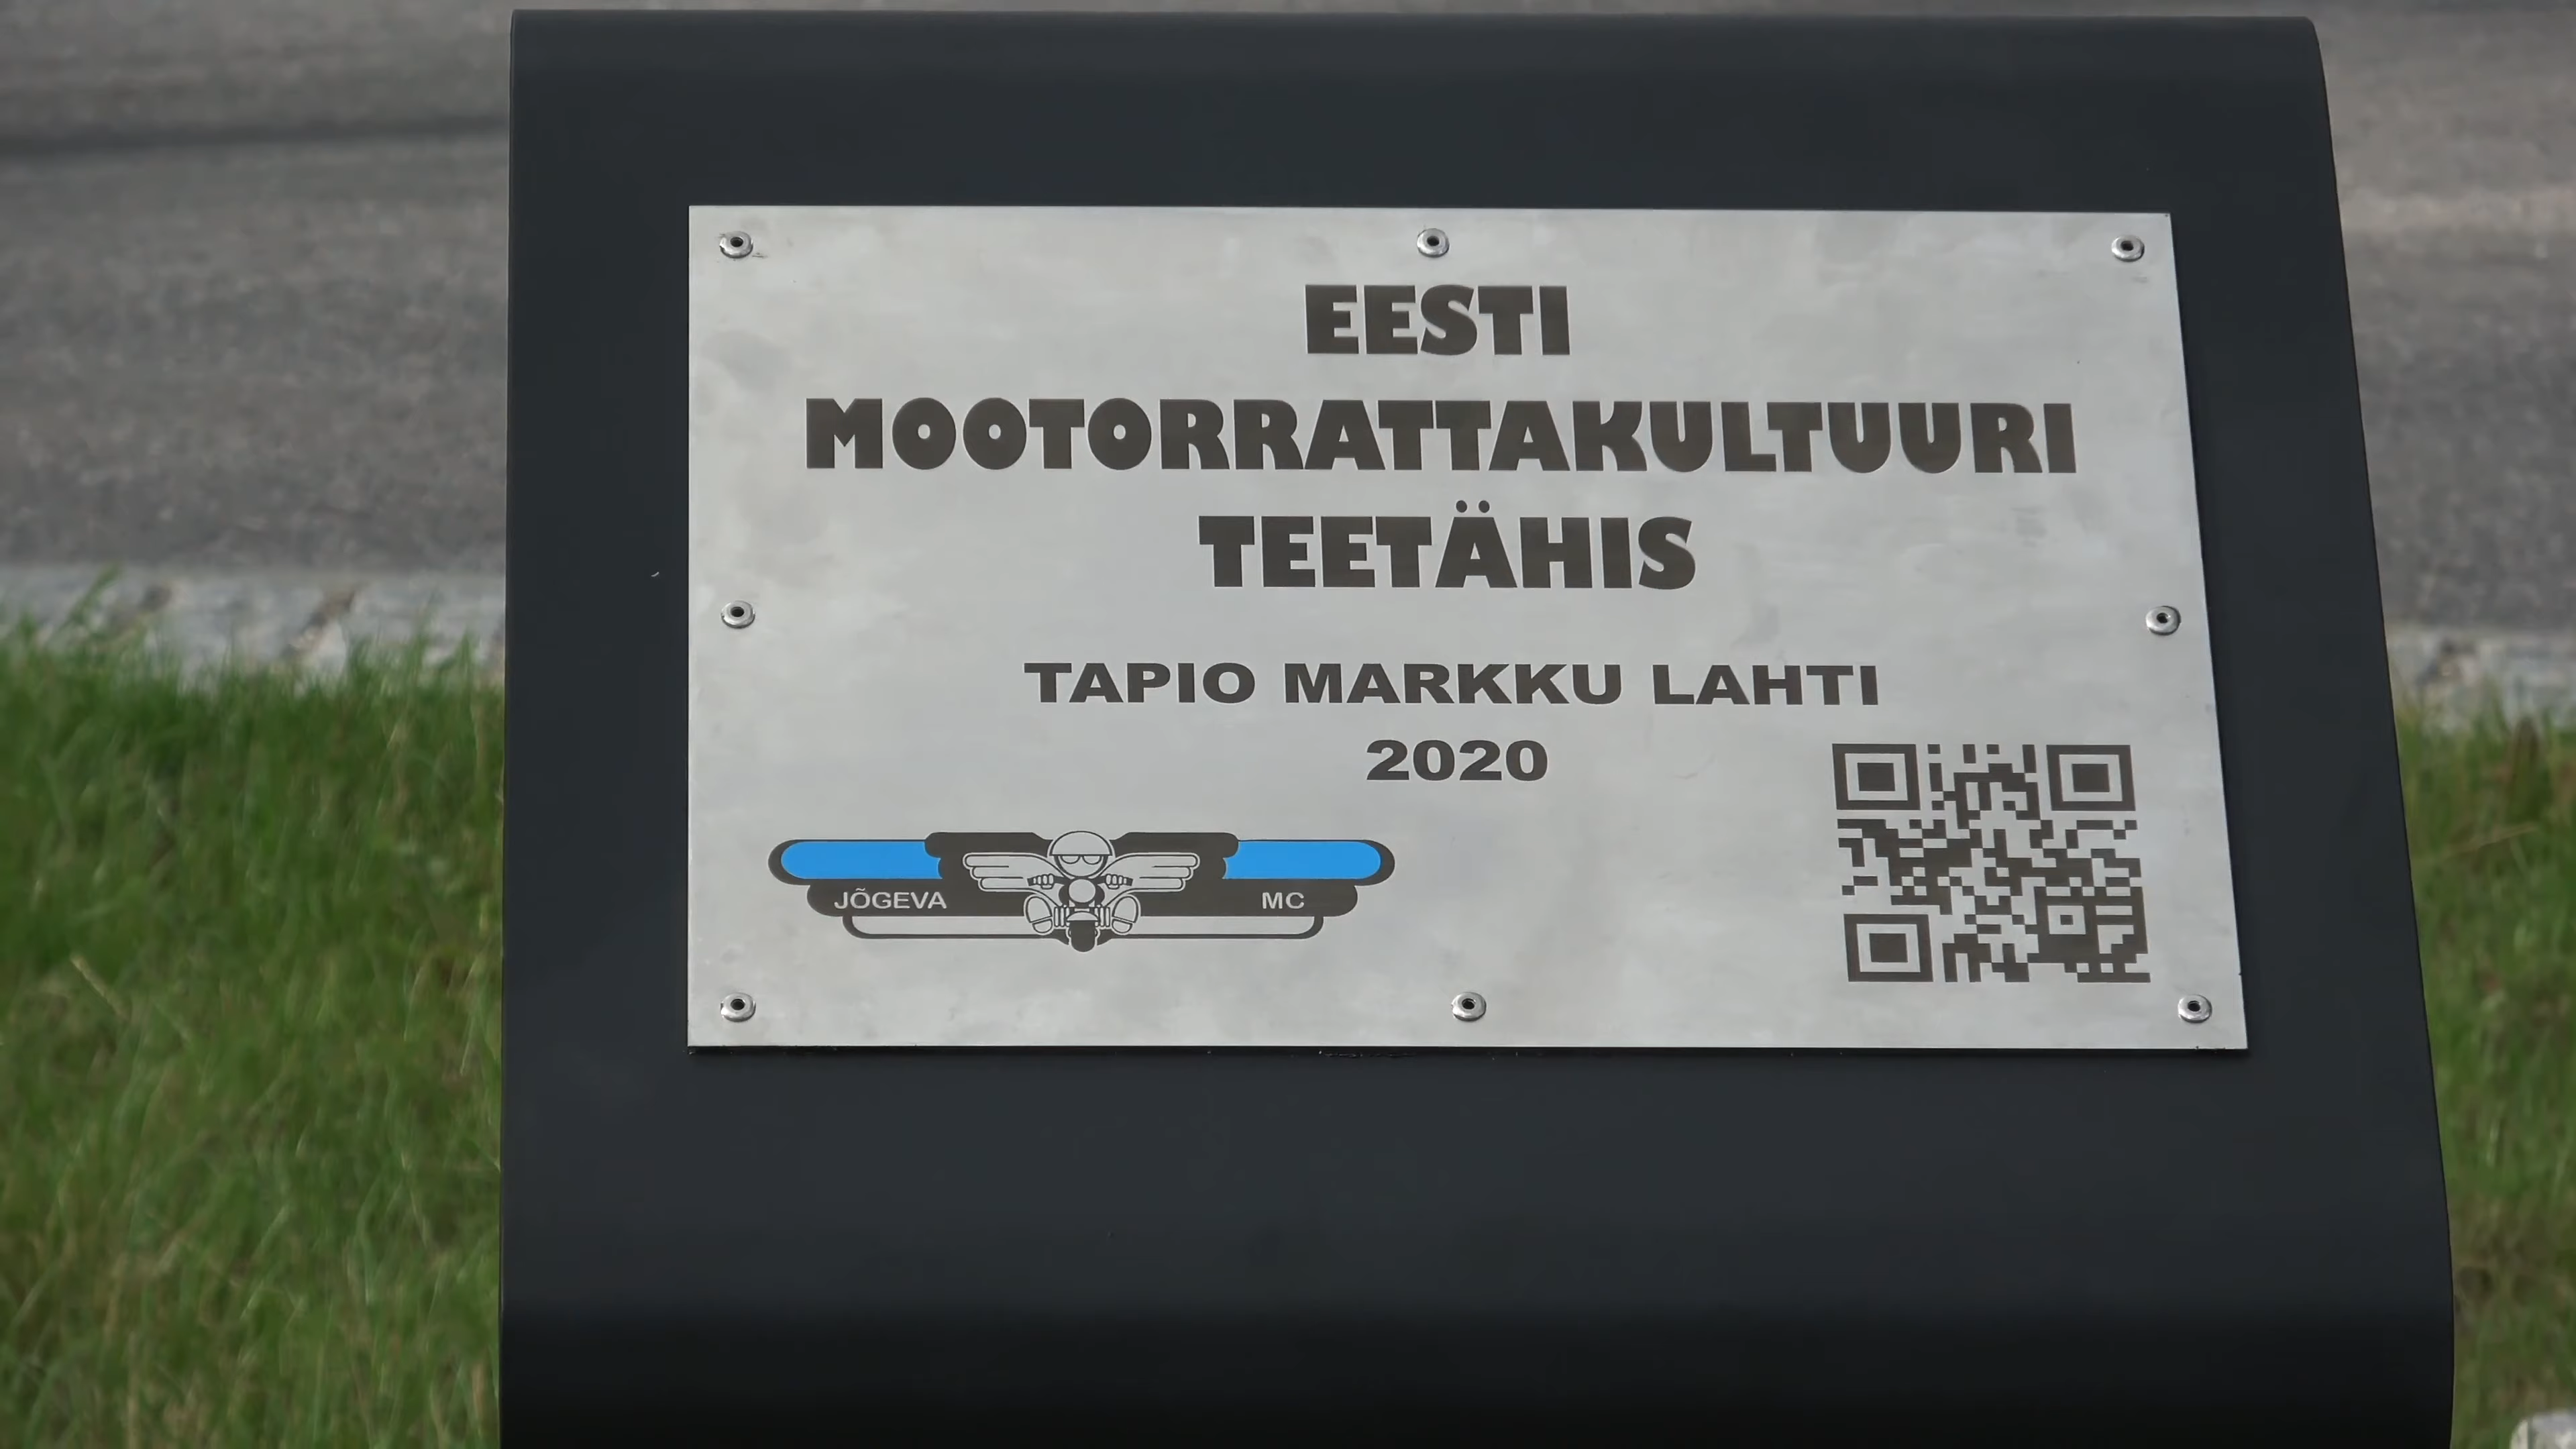 EESTI
MOOTORRATTAKULTUURI
TEETÄHIS
TAPIO MARKKU LAHTI
2020
JÕGEVA MC